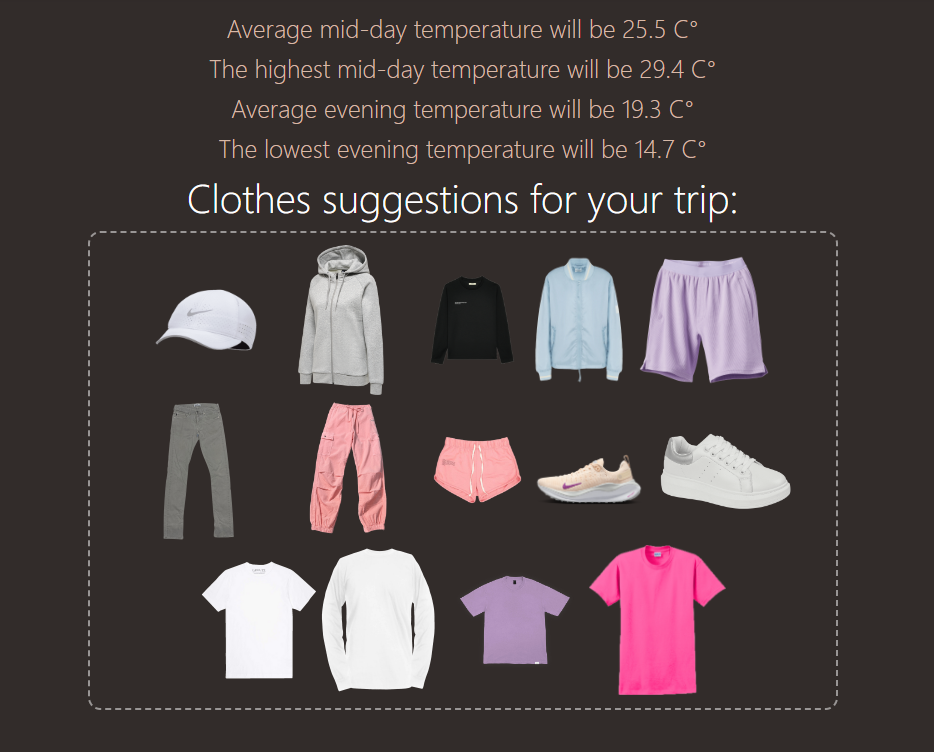 Average mid-day temperature will be 25.5 C°
The highest mid-day temperature will be 29.4 C°
Average evening temperature will be 19.3 C°
The lowest evening temperature will be 14.7 C°
Clothes suggestions for your trip: